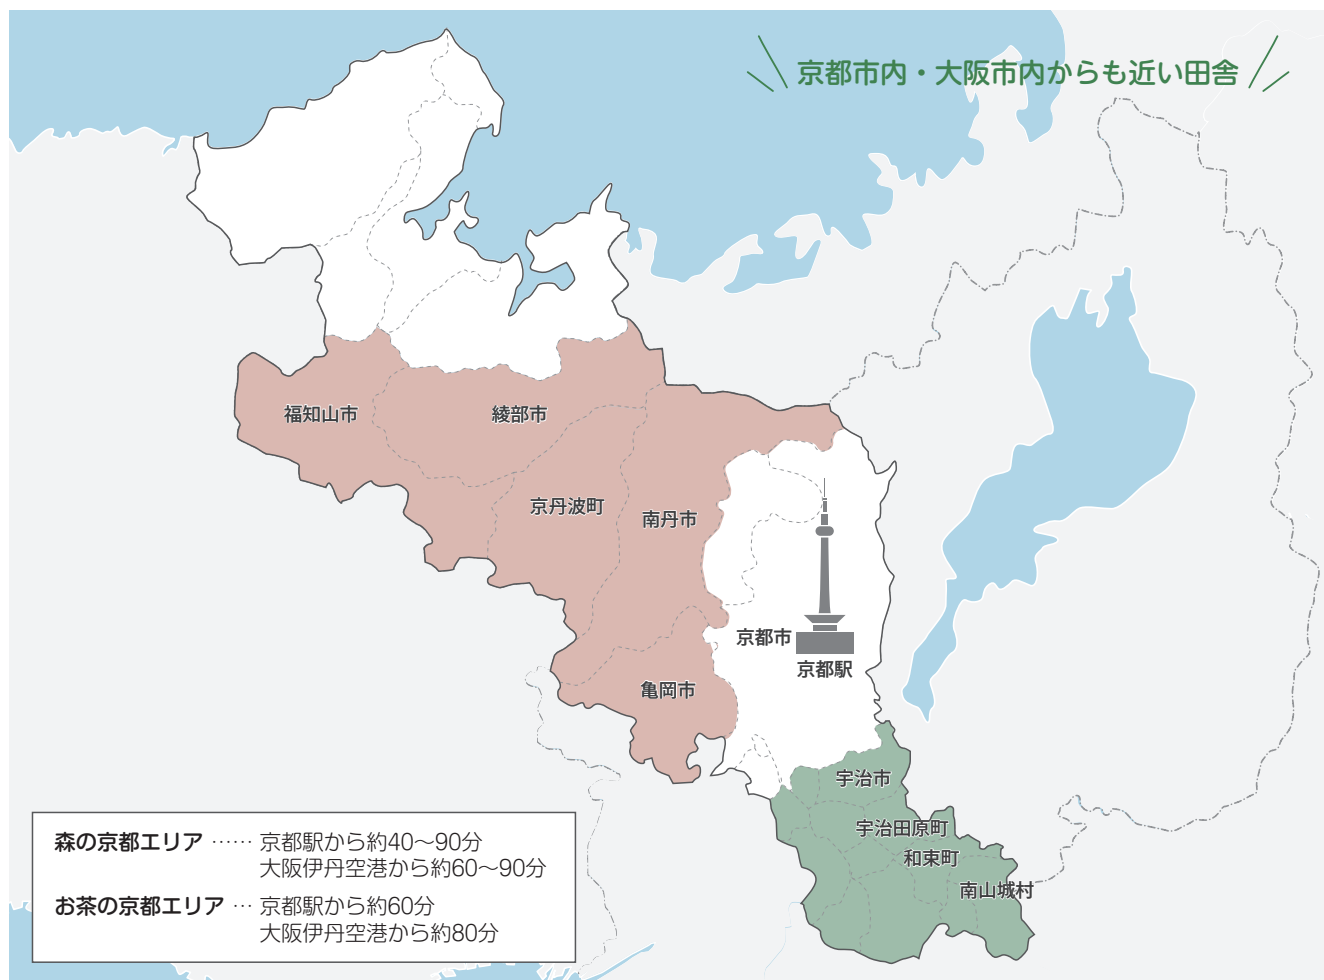 京都市内・大阪市内からも近い田舎
福知山市
綾部市
京丹波町
南丹市
京都市
京都駅
亀岡市
宇治市
宇治田原町
和束町
南山城村
森の京都エリア …… 京都駅から約40〜90分
大阪伊丹空港から約60〜90分
お茶の京都エリア … 京都駅から約60分
大阪伊丹空港から約80分